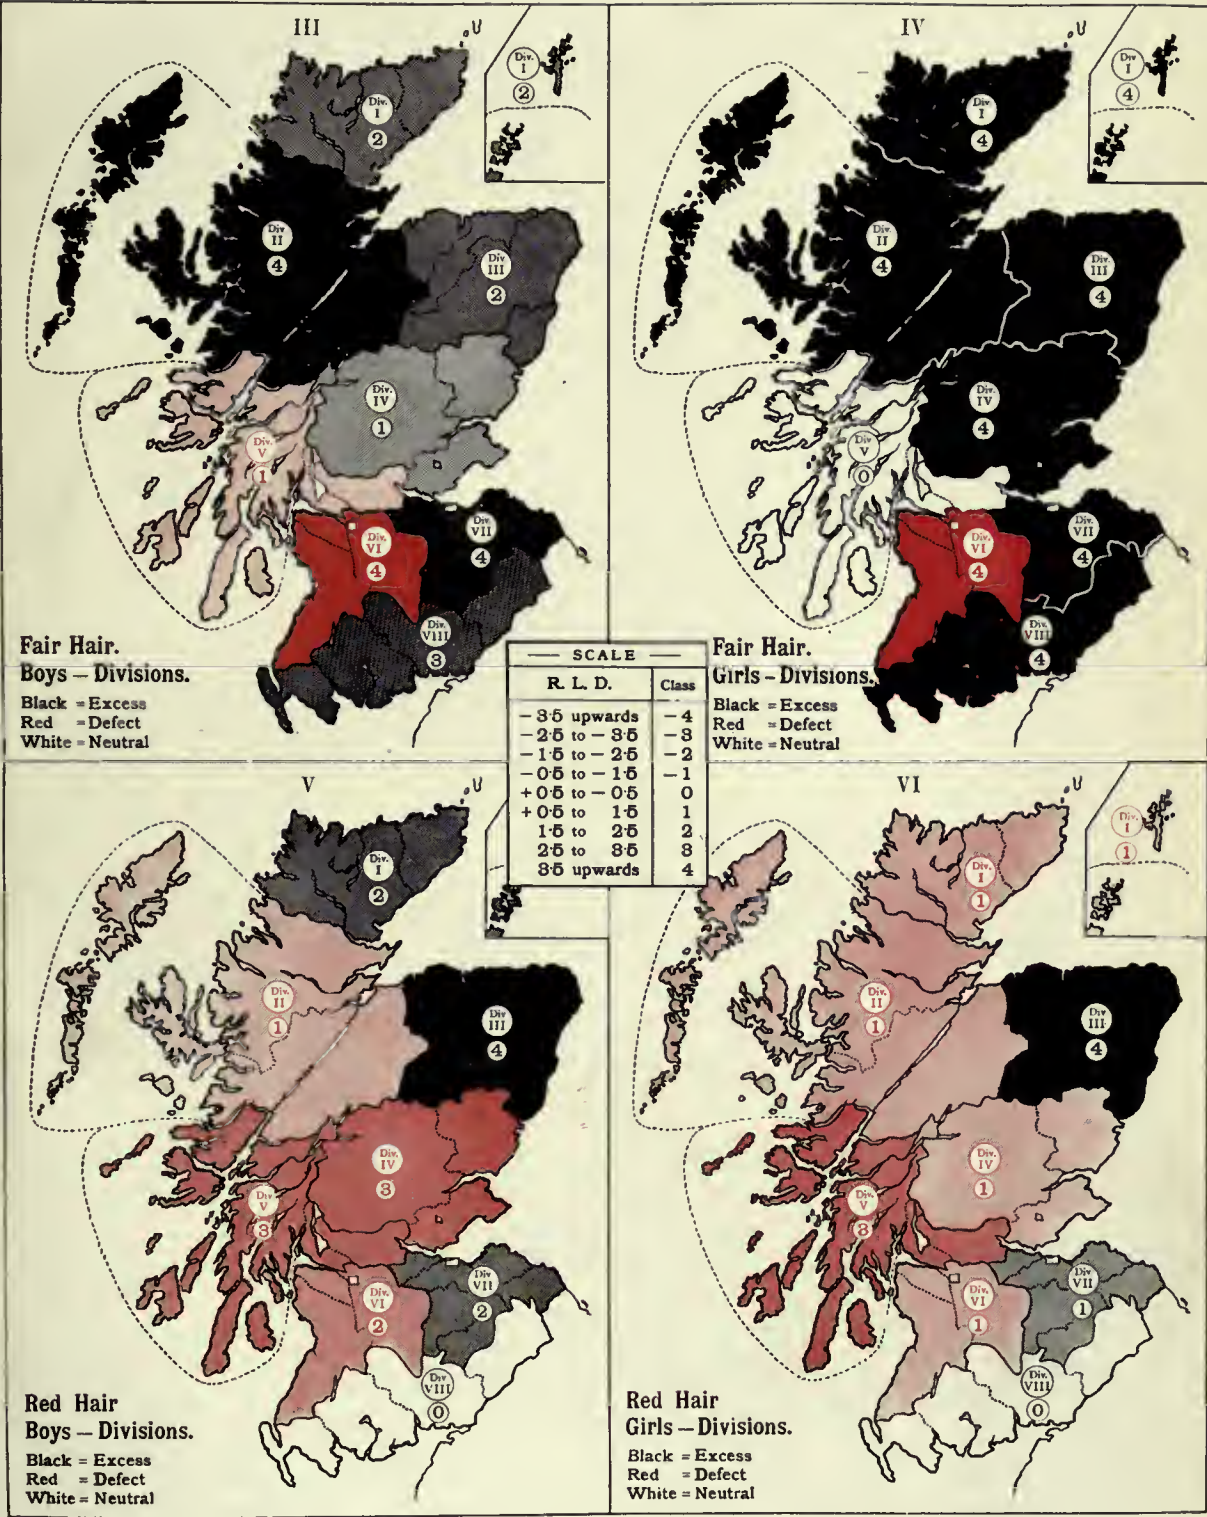 III
Div. I
2
Div. I
2
Div II
4
Div III
2
Div. IV
1
Div. V
1
Div. VI
4
Div. VII
4
Div. VIII
3
Fair Hair.
Boys – Divisions.
Black = Excess
Red = Defect
White = Neutral
IV
Div. I
4
Div I
4
Div II
4
Div. III
4
Div. IV
4
Div V
0
Div. VI
4
Div. VII
4
Div. VIII
4
Fair Hair.
Girls – Divisions.
Black = Excess
Red = Defect
White = Neutral
— SCALE —
R. L. D. Class
– 3·5 upwards – 4
– 2·5 to – 3·5 – 3
– 1·5 to – 2·5 – 2
– 0·5 to – 1·5 – 1
+ 0·5 to – 0·5 0
+ 0·5 to 1·5 1
1·5 to 2·5 2
2·5 to 3·5 3
3·5 upwards 4
V
Div. I
2
Div. II
1
Div III
4
Div. IV
3
Div V
3
Div. VI
2
Div VII
2
Div VIII
0
Red Hair
Boys – Divisions.
Black = Excess
Red = Defect
White = Neutral
VI
Div. I
1
Div. I
1
Div. II
1
Div III
4
Div. IV
1
Div. V
3
Div. VI
1
Div. VII
1
Div. VIII
0
Red Hair
Girls – Divisions.
Black = Excess
Red = Defect
White = Neutral